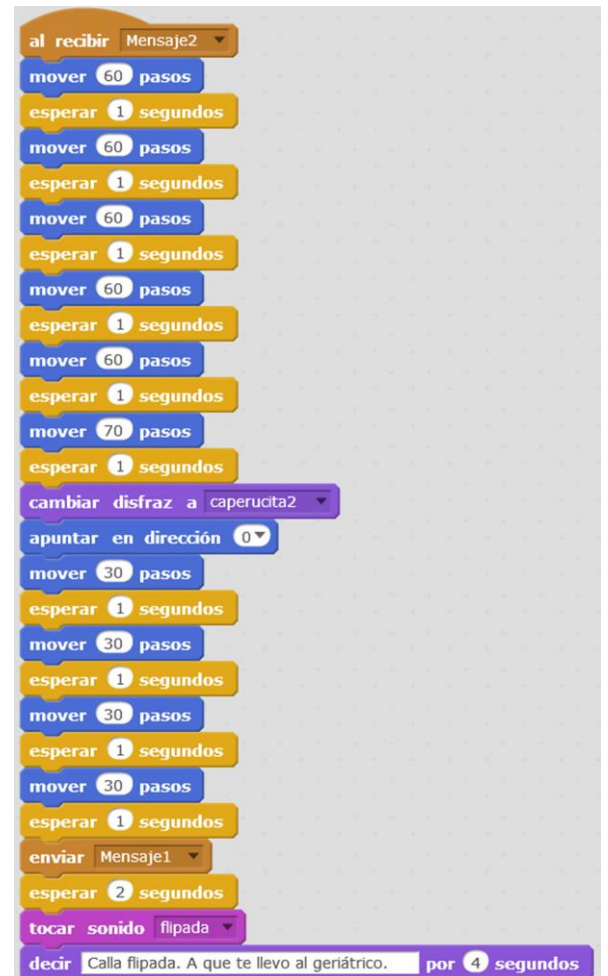 al recibir Mensaje2
mover 60 pasos
esperar 1 segundos
mover 60 pasos
esperar 1 segundos
mover 60 pasos
esperar 1 segundos
mover 60 pasos
esperar 1 segundos
mover 60 pasos
esperar 1 segundos
mover 70 pasos
esperar 1 segundos
cambiar disfraz a caperucita2
apuntar en dirección 0
mover 30 pasos
esperar 1 segundos
mover 30 pasos
esperar 1 segundos
mover 30 pasos
esperar 1 segundos
mover 30 pasos
esperar 1 segundos
enviar Mensaje1
esperar 2 segundos
tocar sonido flipada
decir Calla flipada. A que te llevo al geriátrico. por 4 segundos